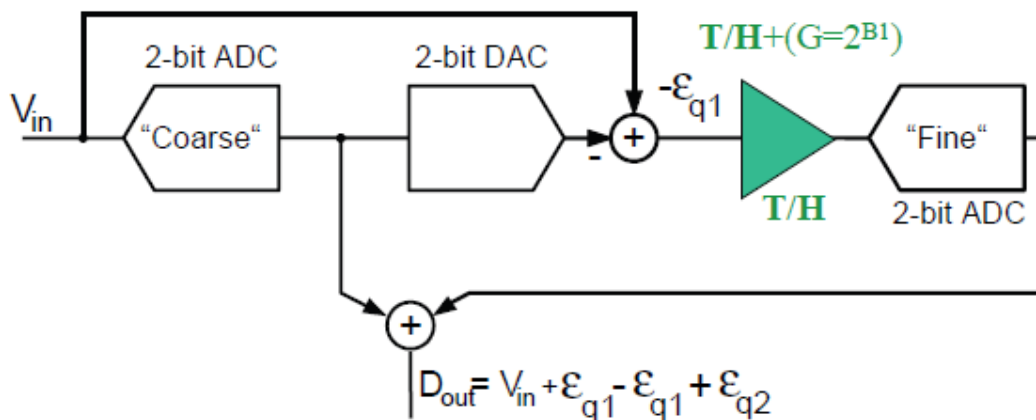 T/H+(G=2^B1)
2-bit ADC
2-bit DAC
V_in
"Coarse"
-
+
-ε_q1
"Fine"
T/H
2-bit ADC
+
D_out= V_in +ε_q1-ε_q1+ε_q2